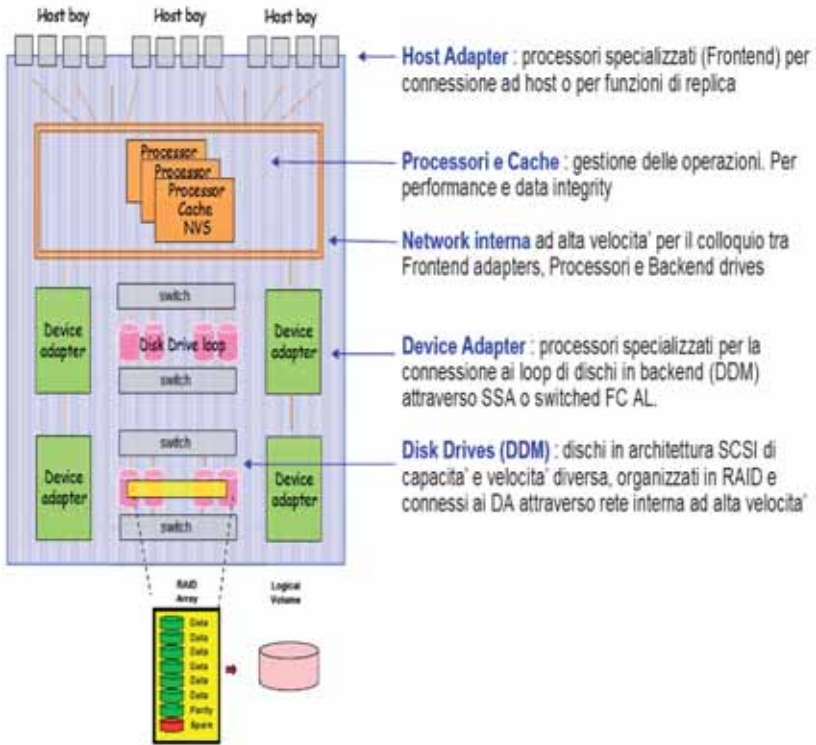 Host bay Host bay Host bay
Host Adapter : processori specializzati (Frontend) per
connessione ad host o per funzioni di replica
Processor
Processor
Processor
Cache
NVS
Processori e Cache : gestione delle operazioni. Per
performance e data integrity
Network interna ad alta velocita' per il colloquio tra
Frontend adapters, Processori e Backend drives
switch
Device
adapter
Disk Drive loop
Device
adapter
switch
Device Adapter : processori specializzati per la
connessione ai loop di dischi in backend (DDM)
attraverso SSA o switched FC AL.
switch
Device
adapter
Device
adapter
switch
Disk Drives (DDM) : dischi in architettura SCSI di
capacita' e velocita' diversa, organizzati in RAID e
connessi ai DA attraverso rete interna ad alta velocita'
RAID
Array
Logical
Volume
Data
Data
Data
Data
Data
Data
Parity
Spare